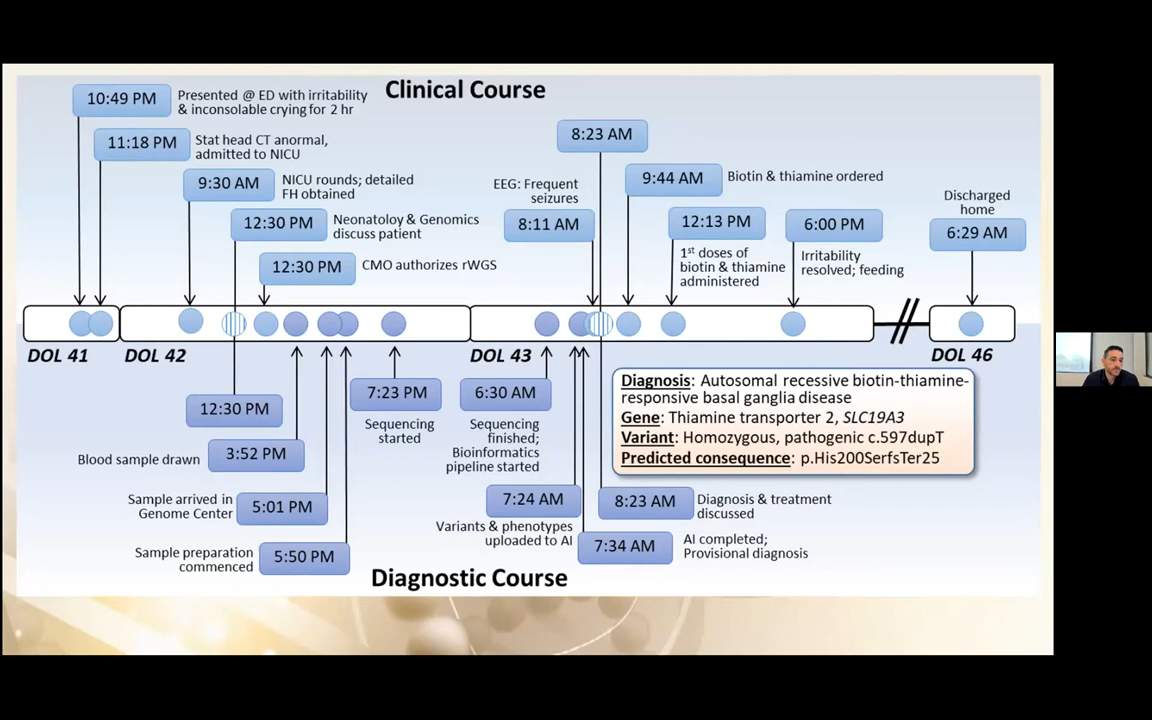 Clinical Course
10:49 PM
Presented @ ED with irritability
& inconsolable crying for 2 hr
11:18 PM
Stat head CT anormal,
admitted to NICU
9:30 AM
NICU rounds; detailed
FH obtained
12:30 PM
Neonatoloy & Genomics
discuss patient
12:30 PM
CMO authorizes rWGS
EEG: Frequent
seizures
8:11 AM
8:23 AM
9:44 AM
Biotin & thiamine ordered
12:13 PM
1st doses of
biotin & thiamine
administered
6:00 PM
Irritability
resolved; feeding
Discharged
home
6:29 AM
DOL 41
DOL 42
DOL 43
DOL 46
12:30 PM
Blood sample drawn
3:52 PM
Sample arrived in
Genome Center
5:01 PM
Sample preparation
commenced
5:50 PM
7:23 PM
Sequencing
started
6:30 AM
Sequencing
finished;
Bioinformatics
pipeline started
7:24 AM
Variants & phenotypes
uploaded to AI
7:34 AM
AI completed;
Provisional diagnosis
8:23 AM
Diagnosis & treatment
discussed
Diagnosis: Autosomal recessive biotin-thiamine-
responsive basal ganglia disease
Gene: Thiamine transporter 2, SLC19A3
Variant: Homozygous, pathogenic c.597dupT
Predicted consequence: p.His200SerfsTer25
Diagnostic Course